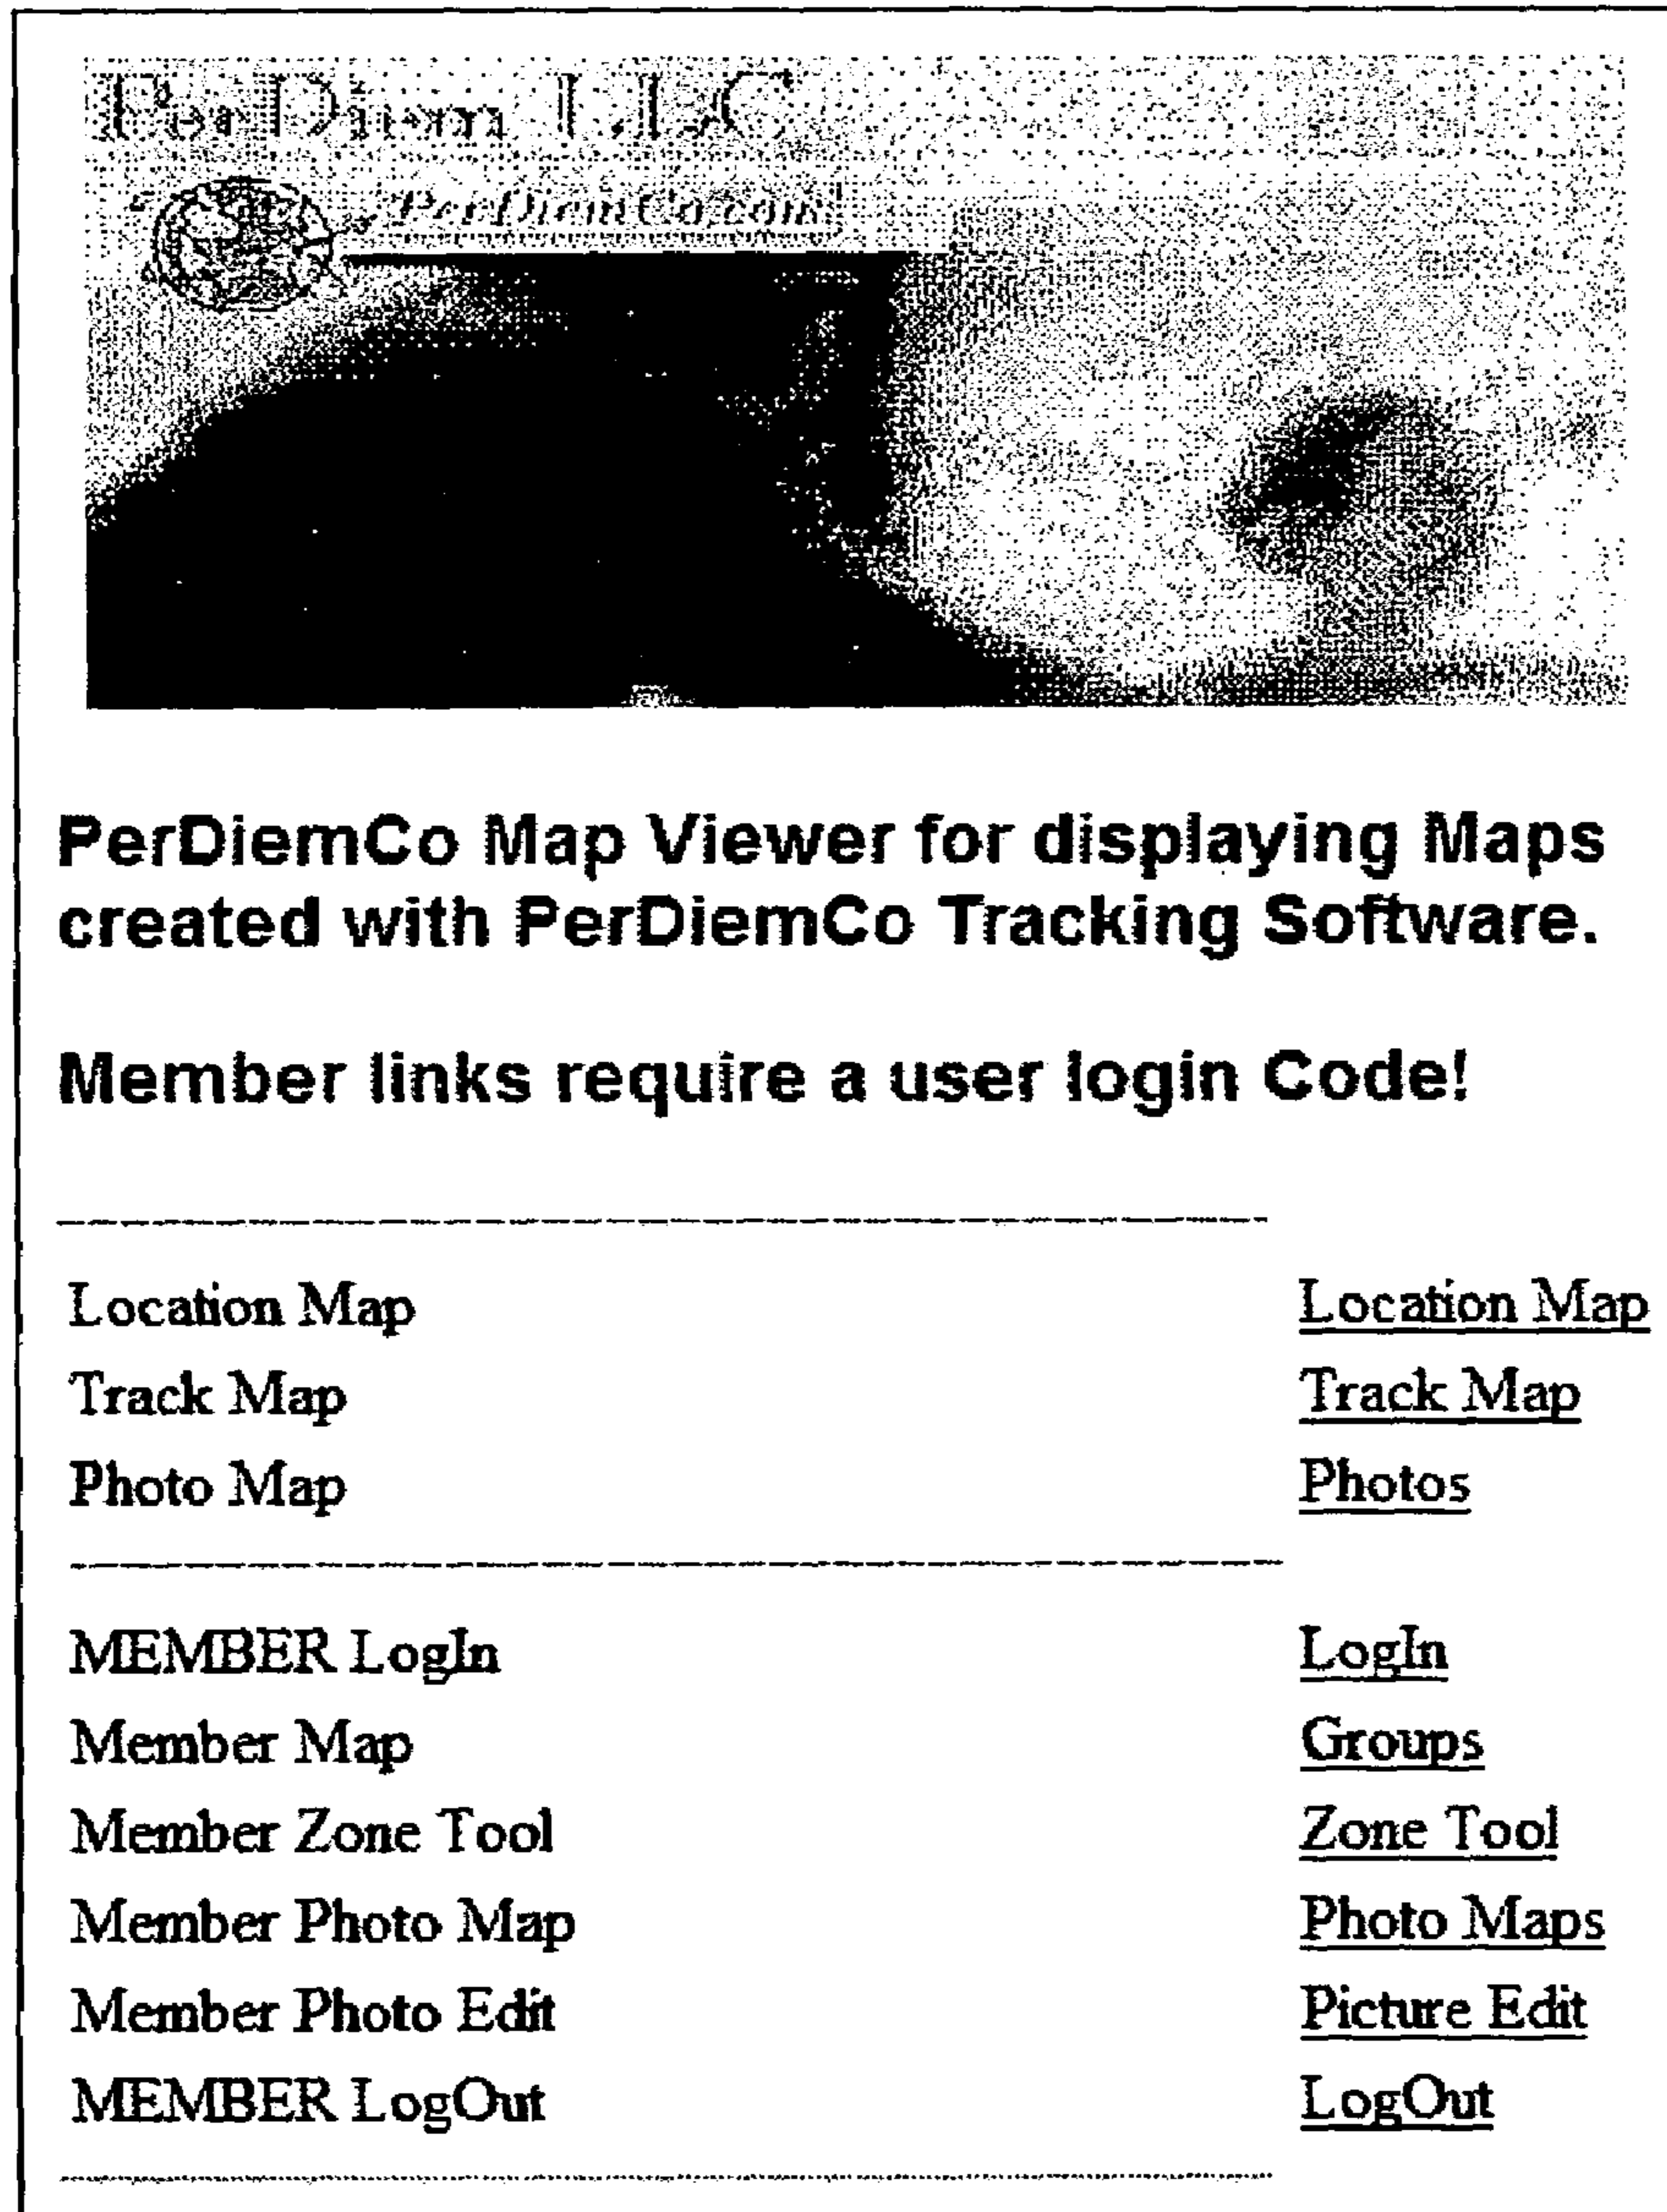 PerDiem LLC
PerDiemCo.com
PerDiemCo Map Viewer for displaying Maps
created with PerDiemCo Tracking Software.
Member links require a user login Code!
Location Map Location Map
Track Map Track Map
Photo Map Photos
MEMBER LogIn LogIn
Member Map Groups
Member Zone Tool Zone Tool
Member Photo Map Photo Maps
Member Photo Edit Picture Edit
MEMBER LogOut LogOut